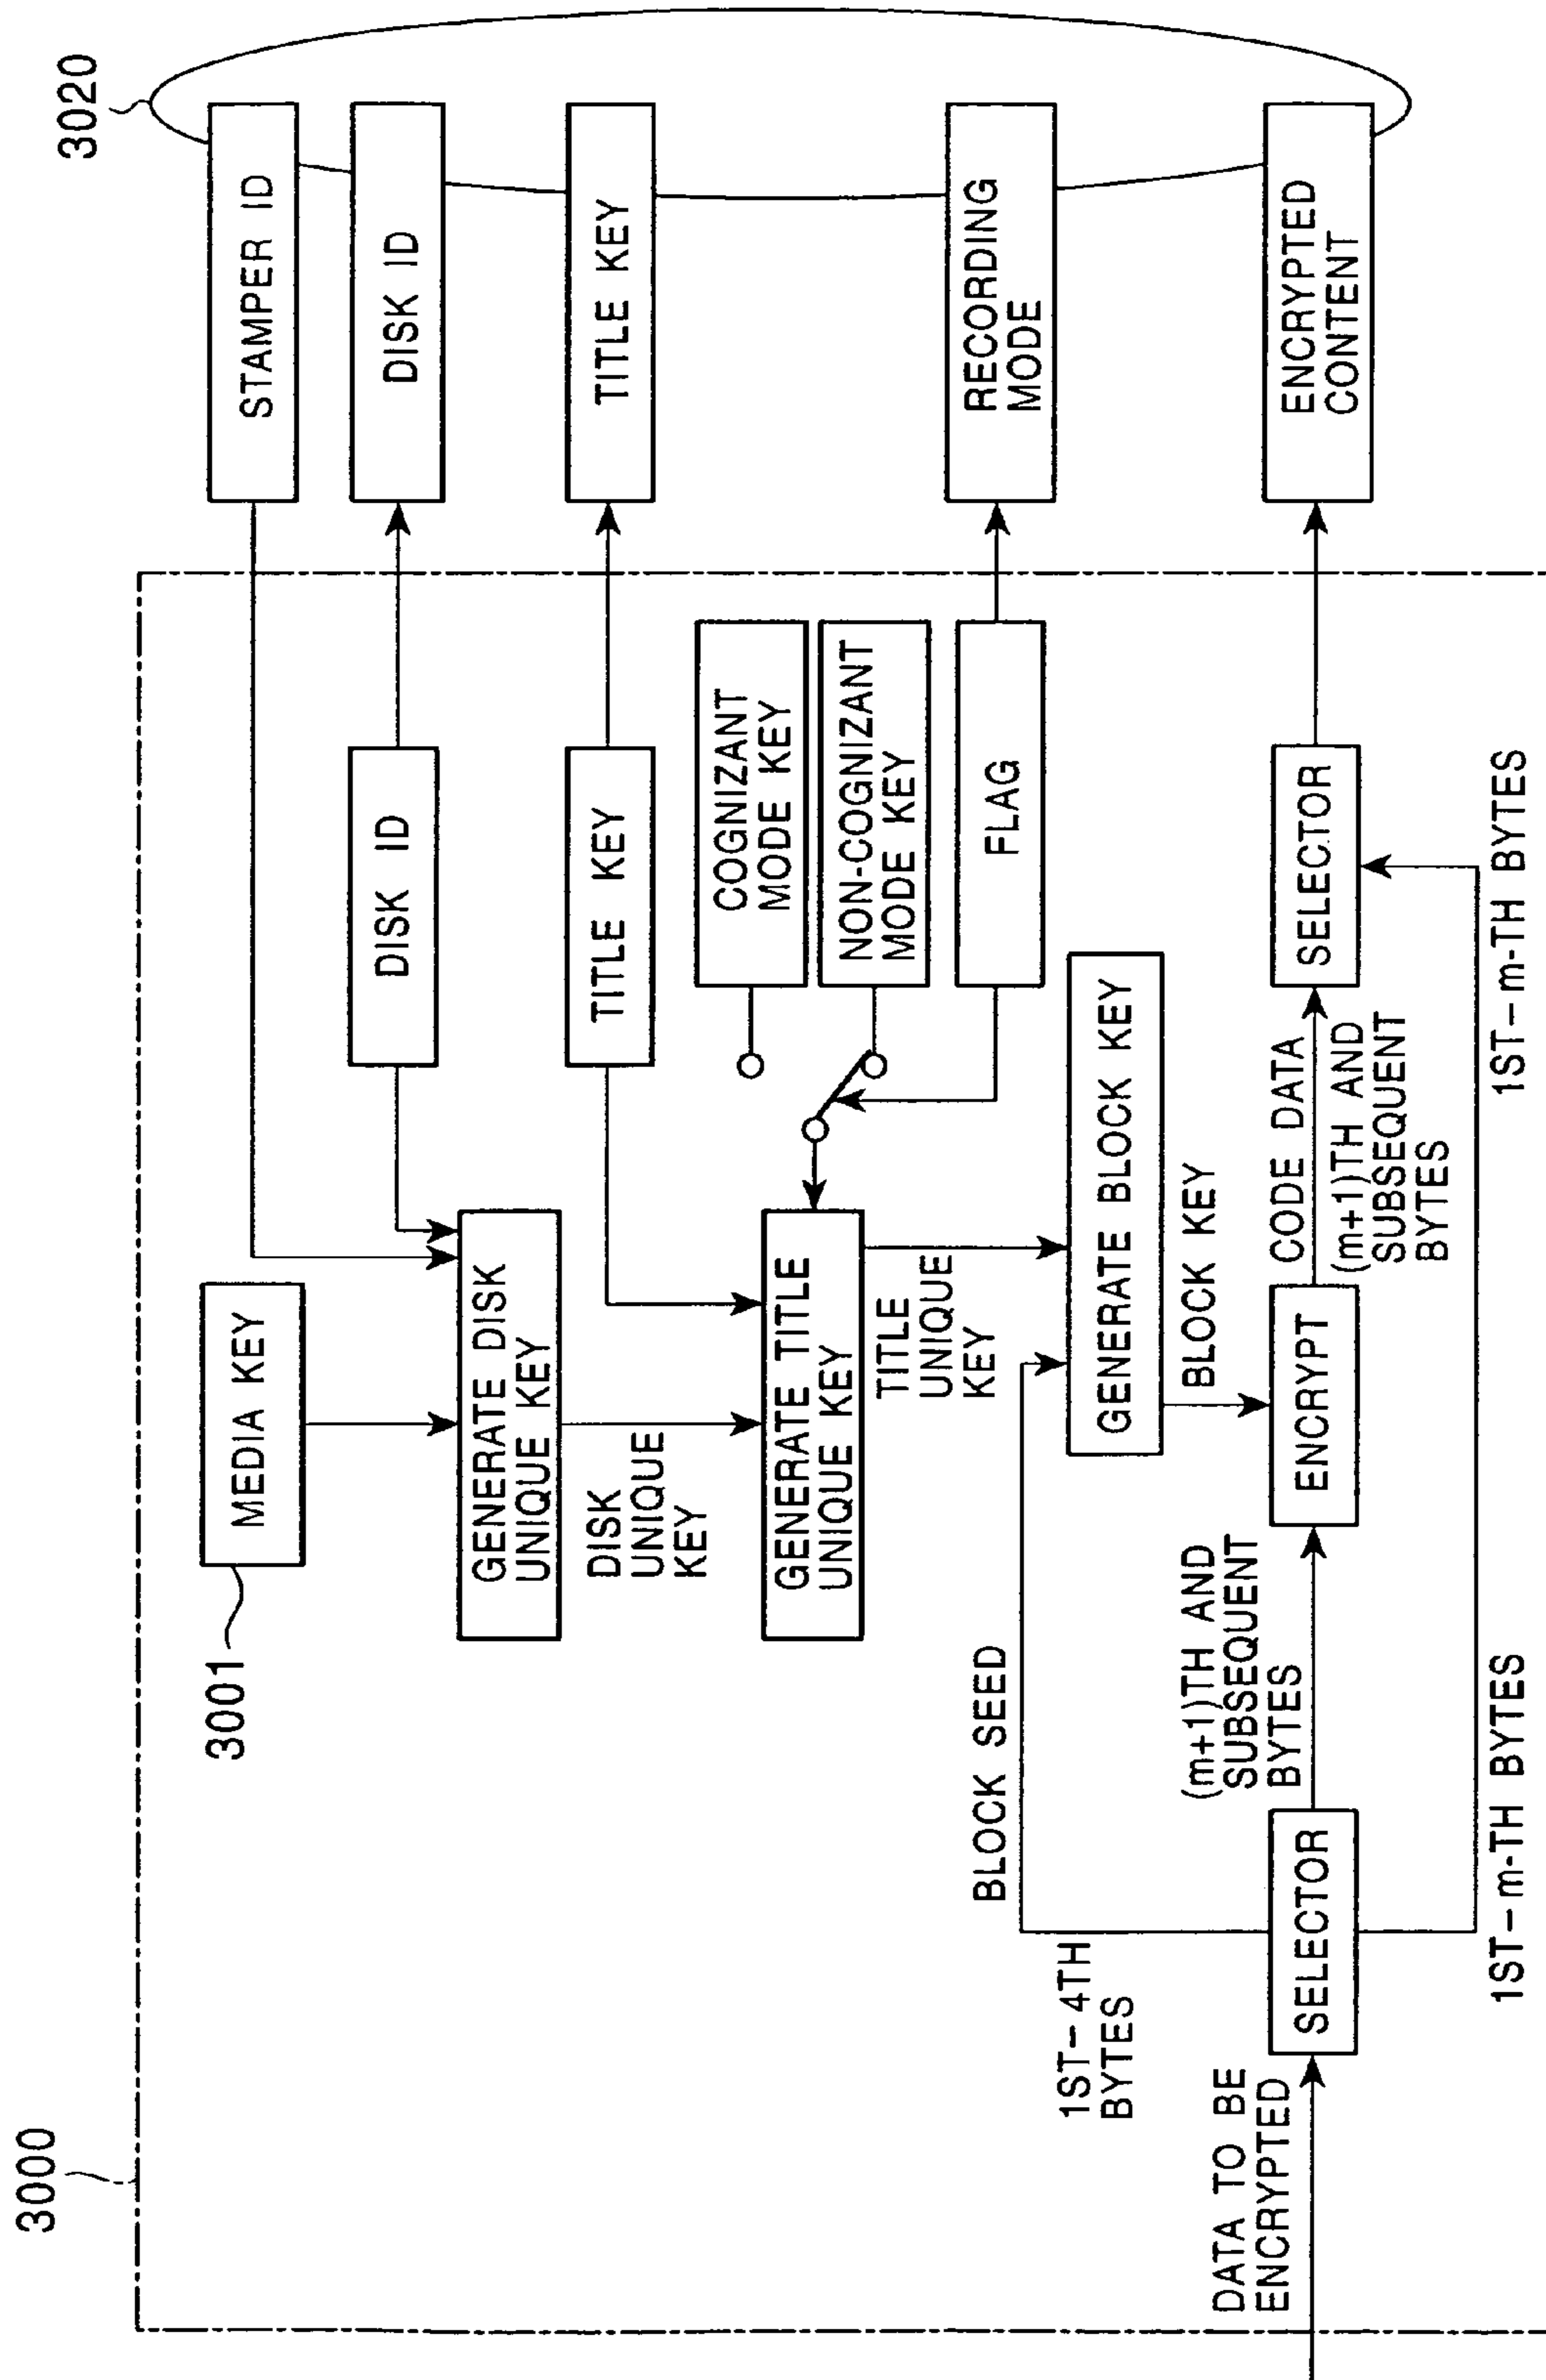 3000
3020
3001
MEDIA KEY
STAMPER ID
DISK ID
DISK ID
GENERATE DISK
UNIQUE KEY
DISK
UNIQUE
KEY
TITLE KEY
TITLE KEY
GENERATE TITLE
UNIQUE KEY
COGNIZANT
MODE KEY
NON-COGNIZANT
MODE KEY
TITLE
UNIQUE
KEY
FLAG
RECORDING
MODE
BLOCK SEED
GENERATE BLOCK KEY
1ST-4TH
BYTES
BLOCK KEY
DATA TO BE
ENCRYPTED
SELECTOR
(m+1)TH AND
SUBSEQUENT
BYTES
ENCRYPT
CODE DATA
(m+1)TH AND
SUBSEQUENT
BYTES
SELECTOR
ENCRYPTED
CONTENT
1ST-m-TH BYTES
1ST-m-TH BYTES